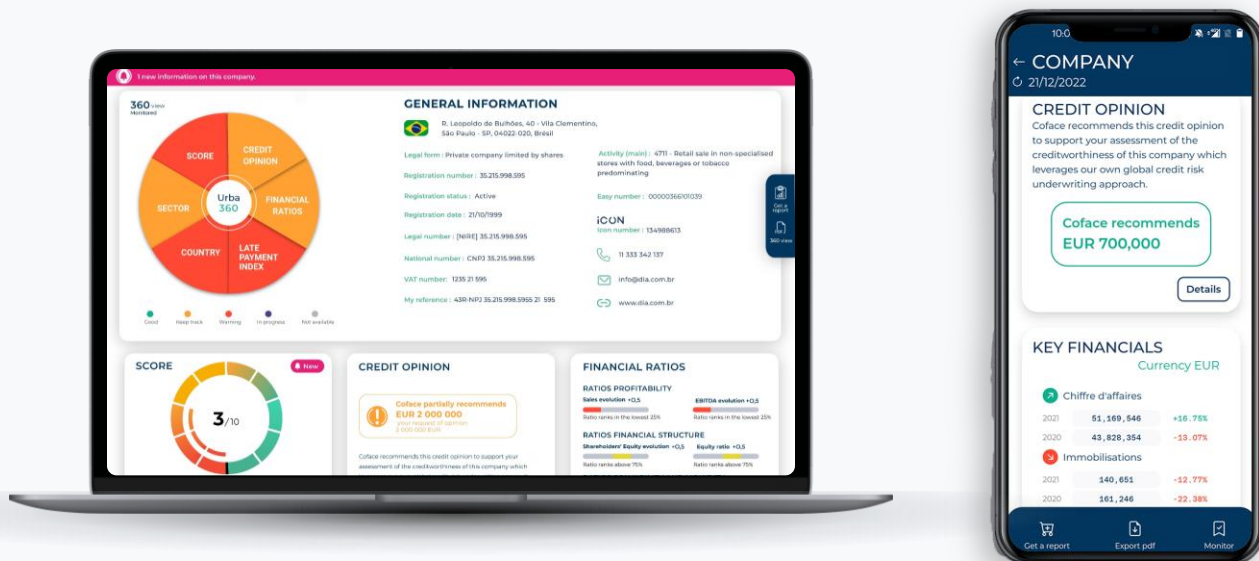 1 new information on this company.
360 view
Monitored
SCORE
CREDIT
OPINION
FINANCIAL
RATIOS
LATE
PAYMENT
INDEX
COUNTRY
SECTOR
Urba
360
Good
Keep track
Warning
In progress
Not available
GENERAL INFORMATION
R. Leopoldo de Bulhões, 40 - Vila Clementino,
São Paulo - SP, 04022-020, Brésil
Legal form : Private company limited by shares
Registration number : 35.215.998.595
Registration status : Active
Registration date : 21/10/1999
Legal number : [NIRE] 35.215.998.595
National number : CNPJ 35.215.998.595
VAT number: 1235 21 595
My reference : 43R-NPJ 35.215.998.5955 21 595
Activity (main) : 4711 - Retail sale in non-specialised
stores with food, beverages or tobacco
predominating
Easy number : 00000366101039
iCON
Icon number : 134988613
11 333 342 137
info@dia.com.br
www.dia.com.br
Get a
report
360 view
SCORE
New
3/10
CREDIT OPINION
Coface partially recommends
EUR 2 000 000
your request of opinion
2 000 000 EUR
Coface recommends this credit opinion to support your
assessment of the creditworthiness of this company which
FINANCIAL RATIOS
RATIOS PROFITABILITY
Sales evolution +0,5
EBITDA evolution +0,5
Ratio ranks in the lowest 25%
Ratio ranks in the lowest 25%
RATIOS FINANCIAL STRUCTURE
Shareholders' Equity evolution +0,5
Equity ratio +0,5
Ratio ranks above 75%
Ratio ranks above 75%
10:0
← COMPANY
21/12/2022
CREDIT OPINION
Coface recommends this credit opinion
to support your assessment of the
creditworthiness of this company which
leverages our own global credit risk
underwriting approach.
Coface recommends
EUR 700,000
Details
KEY FINANCIALS
Currency EUR
Chiffre d'affaires
2021 51,169,546 +16.75%
2020 43,828,354 -13.07%
Immobilisations
2021 140,651 -12.77%
2020 161,246 -22.38%
Get a report
Export pdf
Monitor